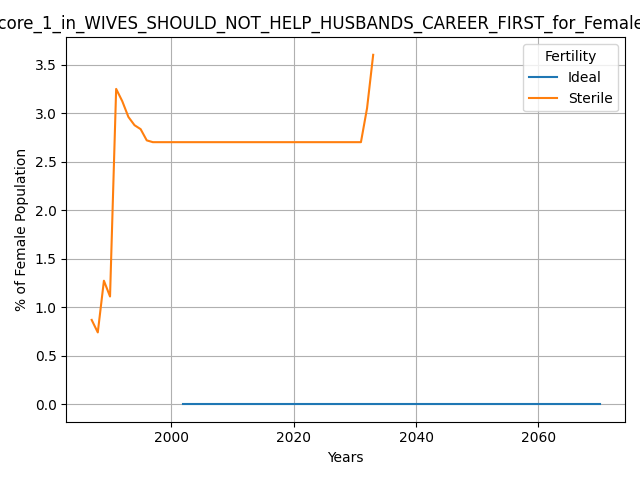 core_1_in_WIVES_SHOULD_NOT_HELP_HUSBANDS_CAREER_FIRST_for_Female
Fertility
Ideal
Sterile
% of Female Population
3.5
3.0
2.5
2.0
1.5
1.0
0.5
0.0
2000 2020 2040 2060
Years